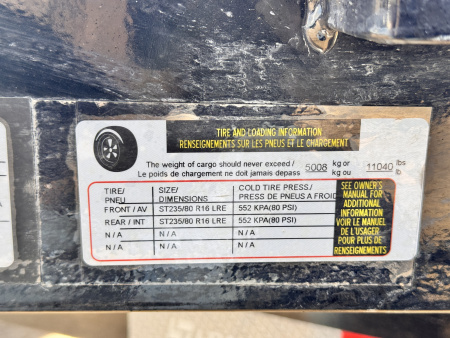 TIRE AND LOADING INFORMATION
RENSEIGNEMENTS SUR LES PNEUS ET LE CHARGEMENT
The weight of cargo should never exceed / 5008 kg or 11040 lbs
Le poids de chargement ne doit jamais depass kg ou lb
TIRE/ SIZE/ COLD TIRE PRESS/
PNEU DIMENSIONS PRESS DE PNEUS A FROID
FRONT / AV ST235/80 R16 LRE 552 KPA(80 PSI)
REAR / INT ST235/80 R16 LRE 552 KPA(80 PSI)
N / A N / A N / A
N / A N / A N / A
SEE OWNER'S
MANUAL FOR
ADDITIONAL
INFORMATION
VOIR LE MANUEL
DE L'USAGER
POUR PLUS DE
RENSEIGNEMENTS